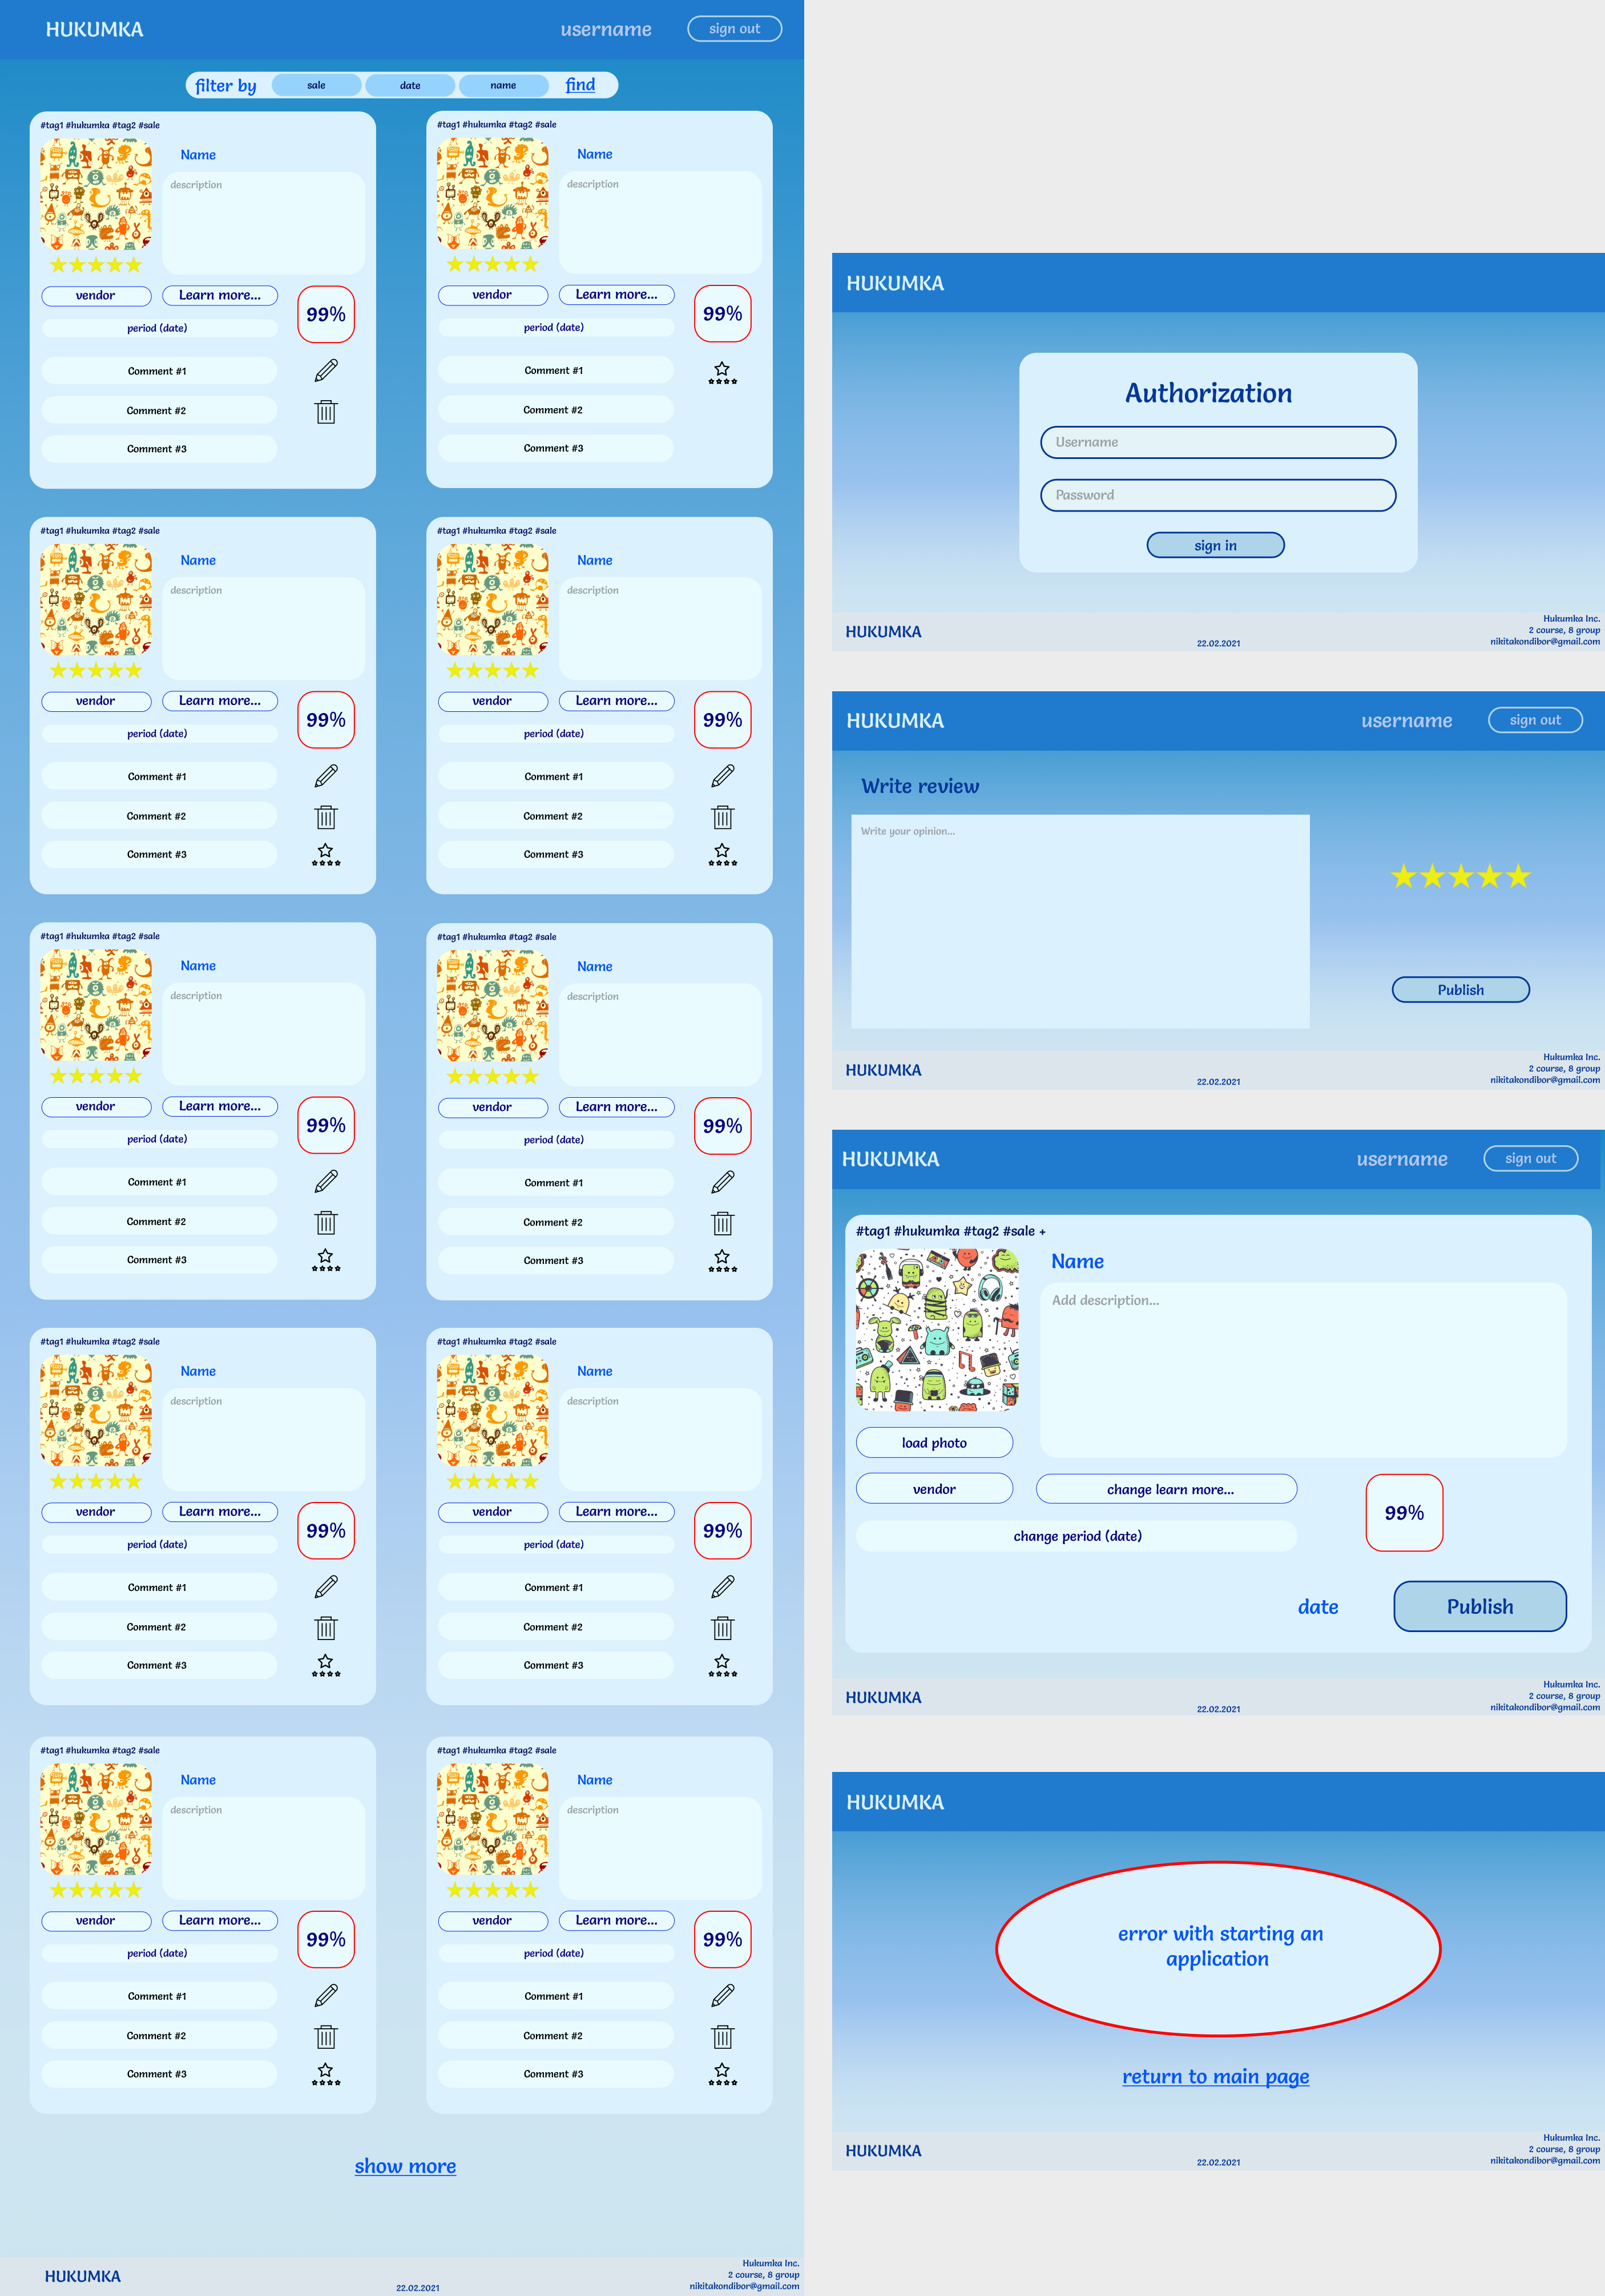 HUKUMKA username sign out
filter by sale date name find
#tag1 #hukumka #tag2 #sale
Name
description
vendor Learn more... 99%
period (date)
Comment #1
Comment #2
Comment #3
#tag1 #hukumka #tag2 #sale
Name
description
vendor Learn more... 99%
period (date)
Comment #1
Comment #2
Comment #3
#tag1 #hukumka #tag2 #sale
Name
description
vendor Learn more... 99%
period (date)
Comment #1
Comment #2
Comment #3
#tag1 #hukumka #tag2 #sale
Name
description
vendor Learn more... 99%
period (date)
Comment #1
Comment #2
Comment #3
#tag1 #hukumka #tag2 #sale
Name
description
vendor Learn more... 99%
period (date)
Comment #1
Comment #2
Comment #3
#tag1 #hukumka #tag2 #sale
Name
description
vendor Learn more... 99%
period (date)
Comment #1
Comment #2
Comment #3
#tag1 #hukumka #tag2 #sale
Name
description
vendor Learn more... 99%
period (date)
Comment #1
Comment #2
Comment #3
#tag1 #hukumka #tag2 #sale
Name
description
vendor Learn more... 99%
period (date)
Comment #1
Comment #2
Comment #3
#tag1 #hukumka #tag2 #sale
Name
description
vendor Learn more... 99%
period (date)
Comment #1
Comment #2
Comment #3
#tag1 #hukumka #tag2 #sale
Name
description
vendor Learn more... 99%
period (date)
Comment #1
Comment #2
Comment #3
show more
HUKUMKA
22.02.2021
Hukumka Inc.
2 course, 8 group
nikitakondibor@gmail.com
HUKUMKA
Authorization
Username
Password
sign in
HUKUMKA
22.02.2021
Hukumka Inc.
2 course, 8 group
nikitakondibor@gmail.com
HUKUMKA username sign out
Write review
Write your opinion...
Publish
HUKUMKA
22.02.2021
Hukumka Inc.
2 course, 8 group
nikitakondibor@gmail.com
HUKUMKA username sign out
#tag1 #hukumka #tag2 #sale +
Name
Add description...
load photo
vendor change learn more... 99%
change period (date)
date Publish
HUKUMKA
22.02.2021
Hukumka Inc.
2 course, 8 group
nikitakondibor@gmail.com
HUKUMKA
error with starting an
application
return to main page
HUKUMKA
22.02.2021
Hukumka Inc.
2 course, 8 group
nikitakondibor@gmail.com